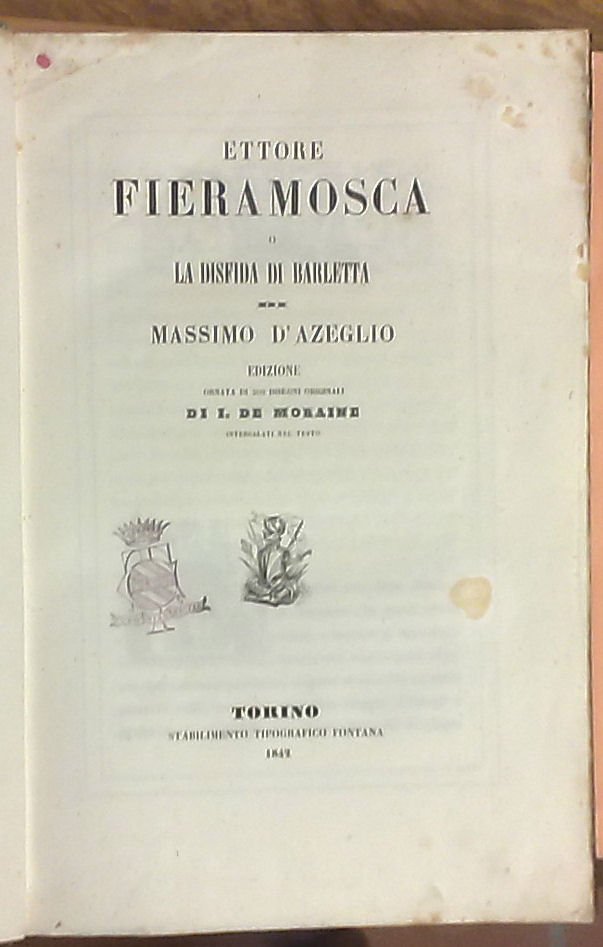 ETTORE
FIERAMOSCA
O
LA DISFIDA DI BARLETTA
MASSIMO D'AZEGLIO
EDIZIONE
ORNATA DI 200 DISEGNI ORIGINALI
DI I. DE MORAINE
INTERCALATI NEL TESTO
TORINO
STABILIMENTO TIPOGRAFICO FONTANA
1842